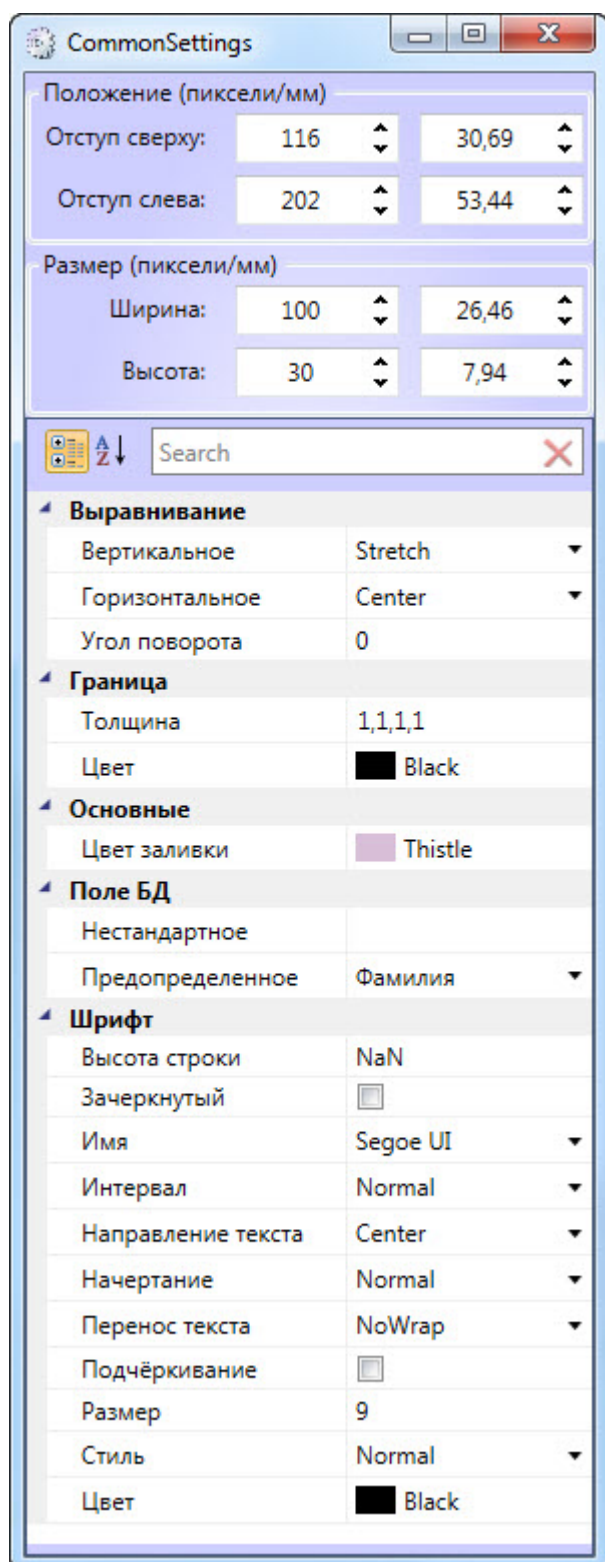 CommonSettings
Положение (пиксели/мм)
Отступ сверху: 116 30,69
Отступ слева: 202 53,44
Размер (пиксели/мм)
Ширина: 100 26,46
Высота: 30 7,94
A Z Search
Выравнивание
Вертикальное Stretch
Горизонтальное Center
Угол поворота 0
Граница
Толщина 1,1,1,1
Цвет Black
Основные
Цвет заливки Thistle
Поле БД
Нестандартное
Предопределенное Фамилия
Шрифт
Высота строки NaN
Зачеркнутый
Имя Segoe UI
Интервал Normal
Направление текста Center
Начертание Normal
Перенос текста NoWrap
Подчёркивание
Размер 9
Стиль Normal
Цвет Black